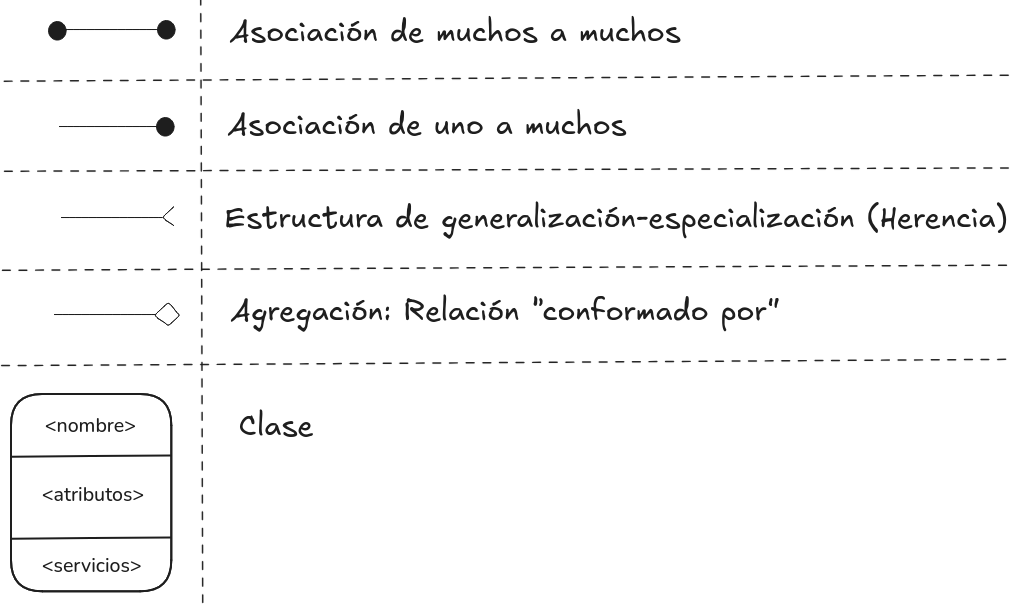 Asociación de muchos a muchos
Asociación de uno a muchos
Estructura de generalización-especialización (Herencia)
Agregación: Relación "conformado por"
Clase
<nombre>
<atributos>
<servicios>